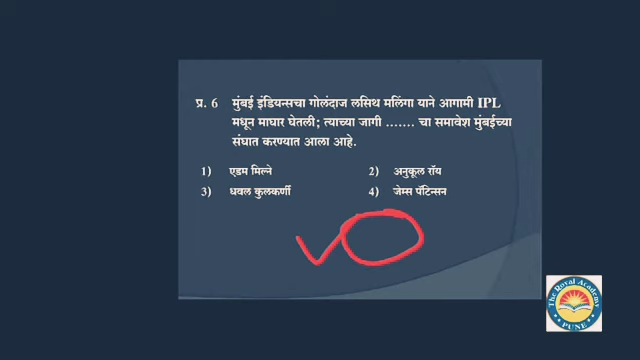 प्र. 6 मुंबई इंडियन्सचा गोलंदाज लसिथ मलिंगा याने आगामी IPL
मधून माघार घेतली; त्याच्या जागी ....... चा समावेश मुंबईच्या
संघात करण्यात आला आहे.
1) एडम मिल्ने 2) अनुकूल रॉय
3) धवल कुलकर्णी 4) जेम्स पॅटिन्सन
The Royal Academy
PUNE